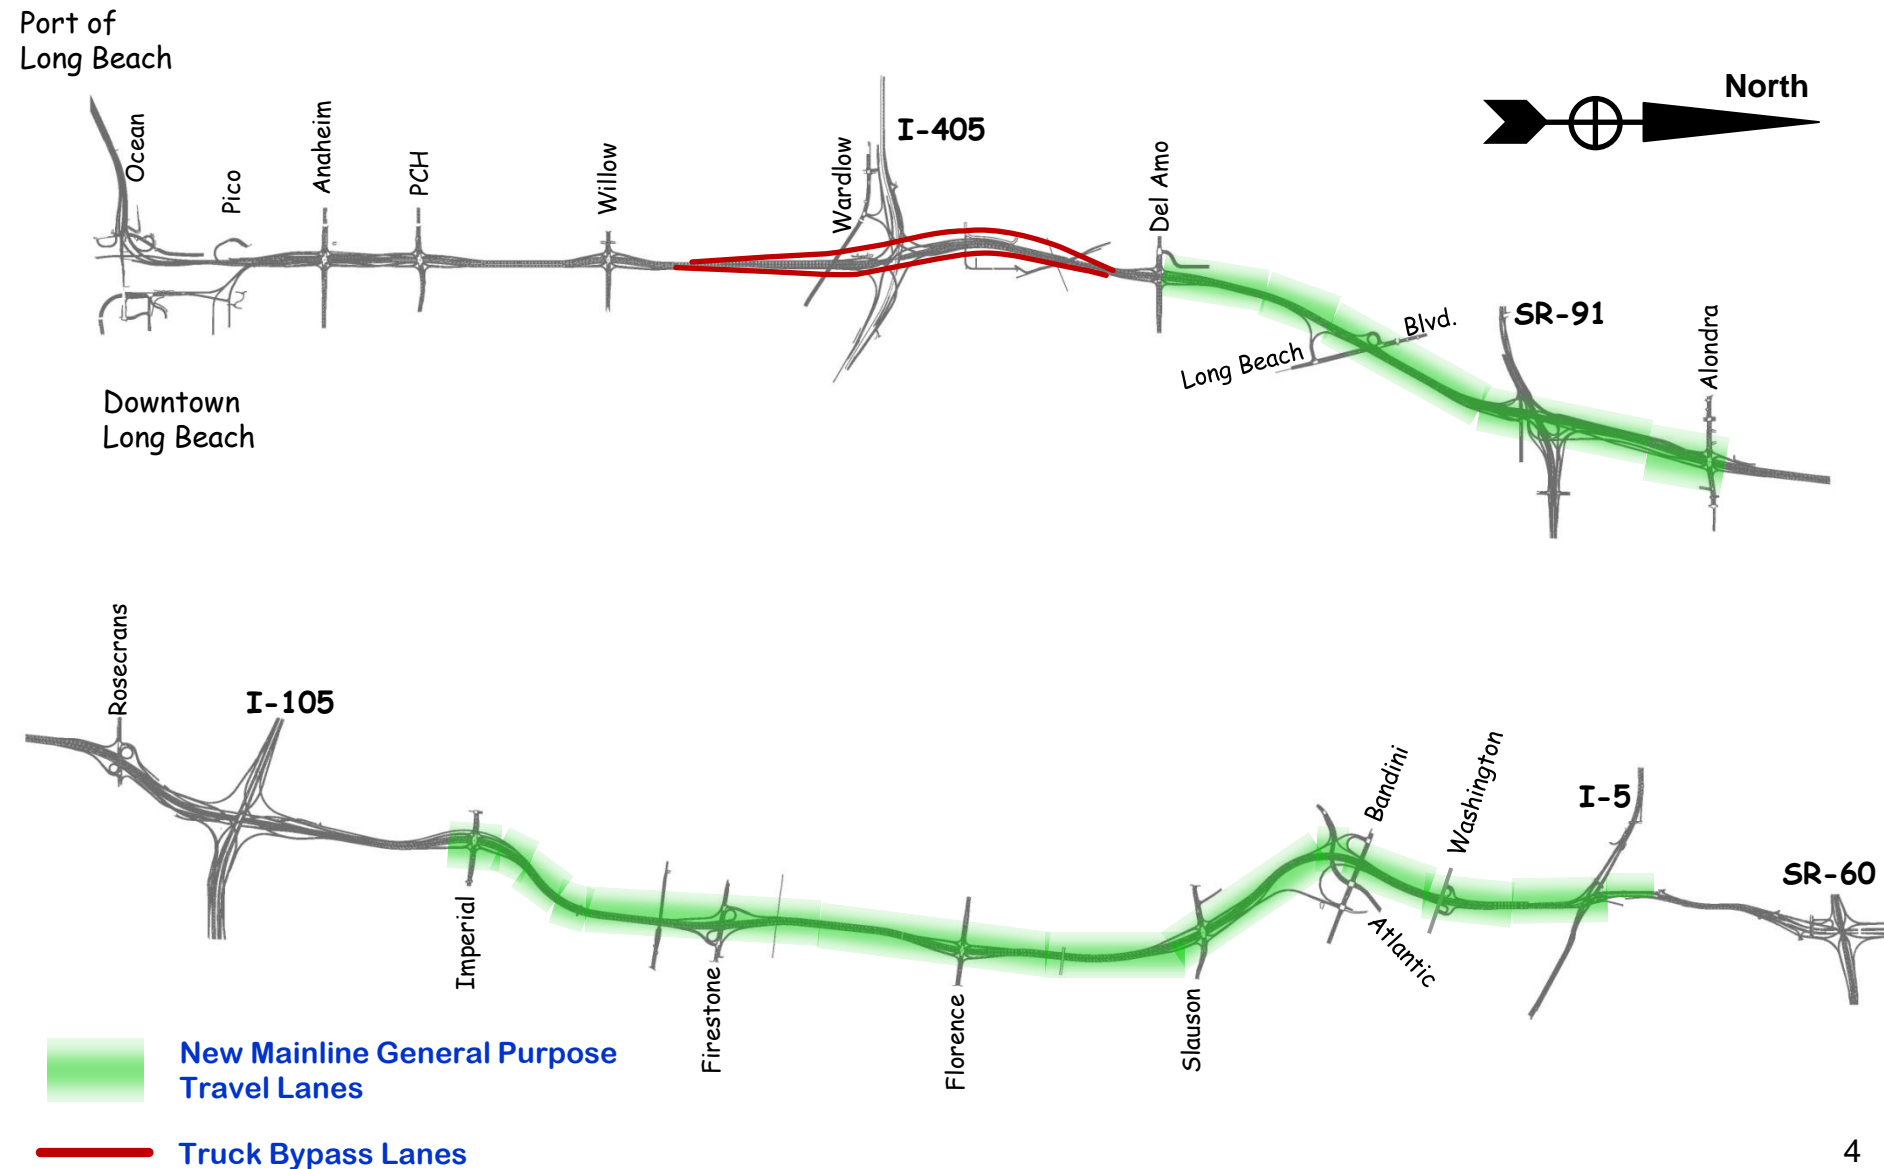 Port of
Long Beach
North
Ocean
Pico
Anaheim
PCH
Willow
Wardlow
I-405
Del Amo
Long Beach
Blvd.
SR-91
Alondra
Downtown
Long Beach
Rosecrans
I-105
Imperial
Firestone
Florence
Slauson
Bandini
Atlantic
Washington
I-5
SR-60
New Mainline General Purpose
Travel Lanes
Truck Bypass Lanes
4